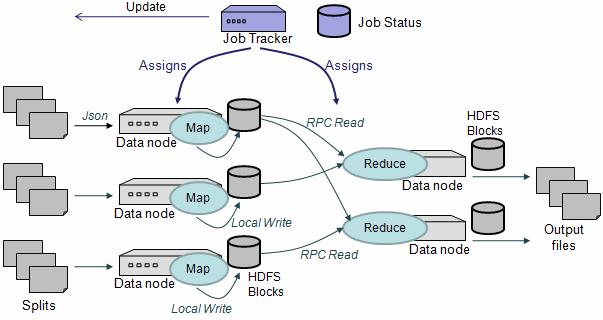 Update
Job Tracker
Job Status
Assigns
Assigns
Json
Map
Data node
RPC Read
HDFS
Blocks
Reduce
Data node
Map
Data node
Local Write
Reduce
Data node
Output
files
RPC Read
Map
Data node
HDFS
Blocks
Splits
Local Write